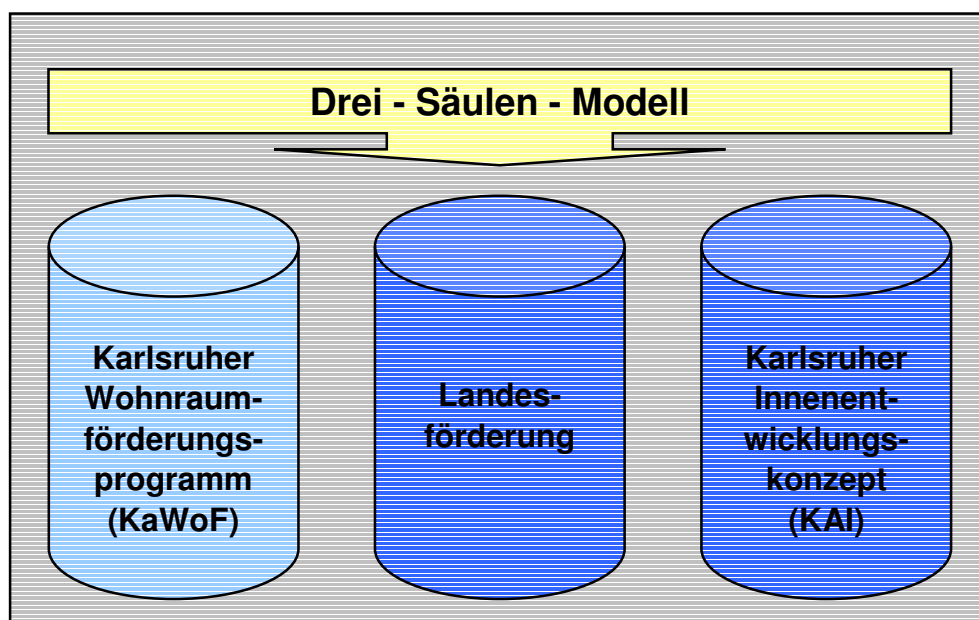 Drei - Säulen - Modell
Karlsruher
Wohnraum-
förderungs-
programm
(KaWoF)
Landes-
förderung
Karlsruher
Innenent-
wicklungs-
konzept
(KAI)